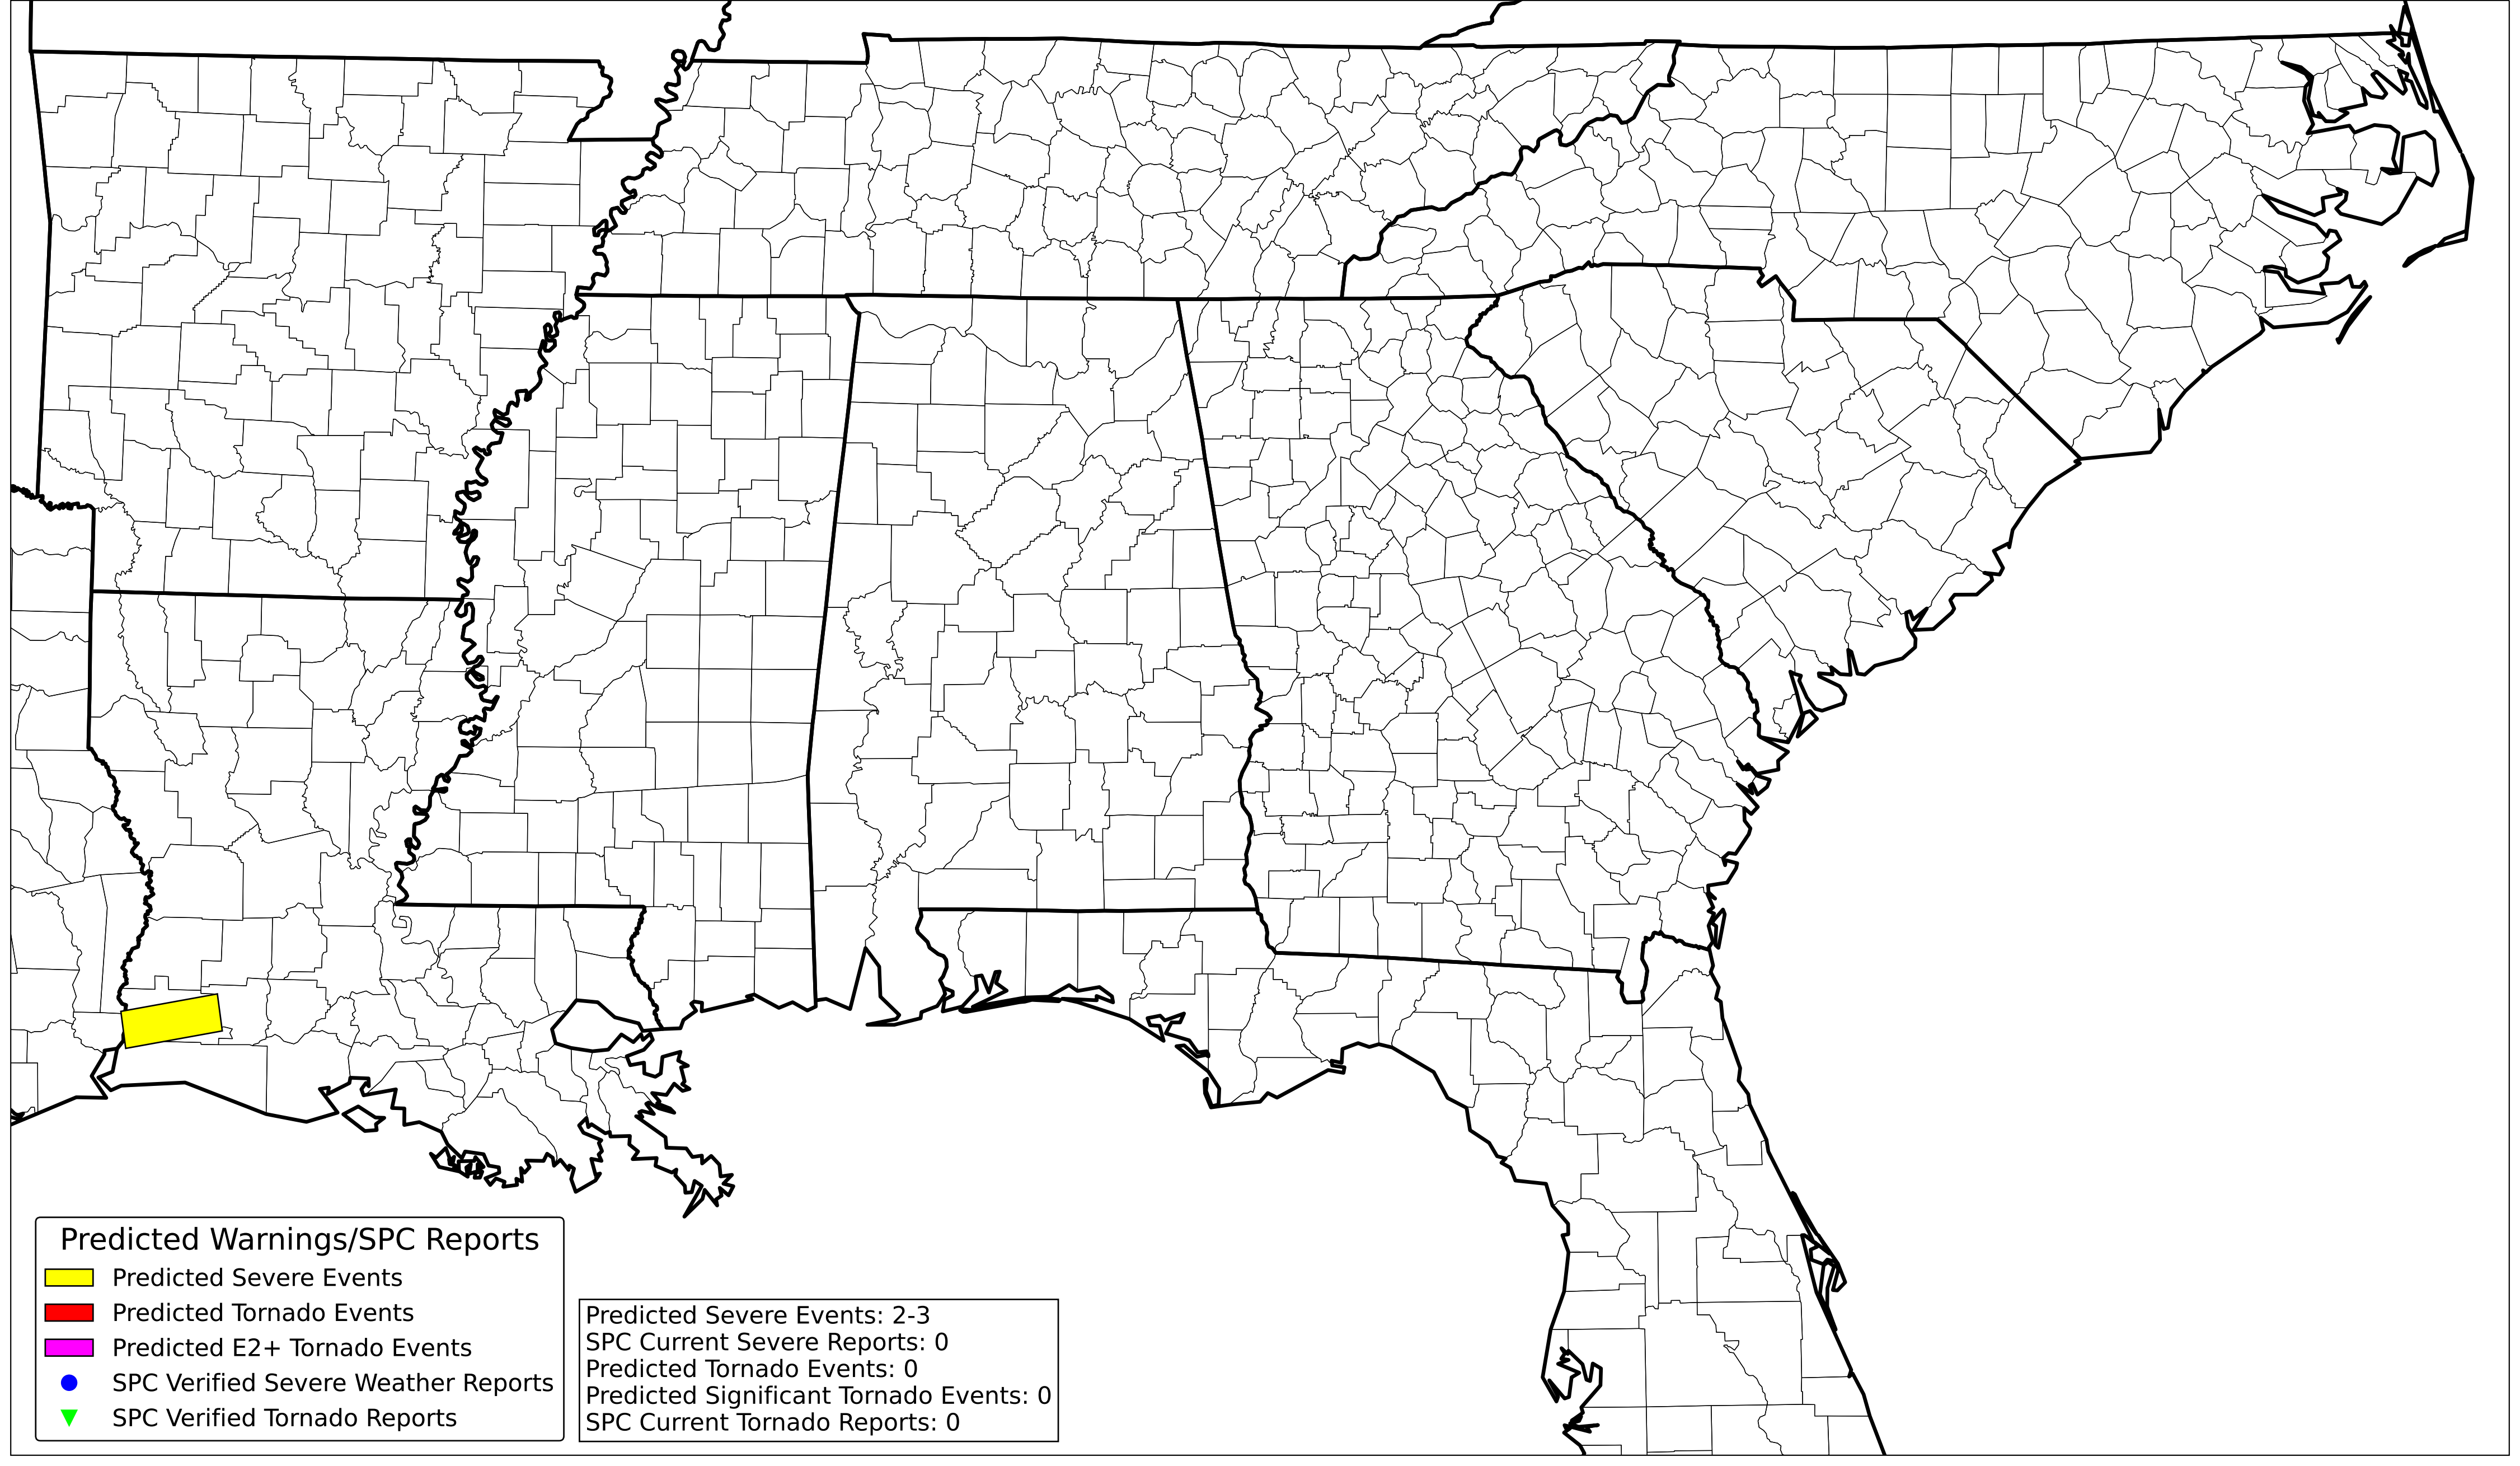 Predicted Warnings/SPC Reports
Predicted Severe Events
Predicted Tornado Events
Predicted E2+ Tornado Events
SPC Verified Severe Weather Reports
SPC Verified Tornado Reports
Predicted Severe Events: 2-3
SPC Current Severe Reports: 0
Predicted Tornado Events: 0
Predicted Significant Tornado Events: 0
SPC Current Tornado Reports: 0